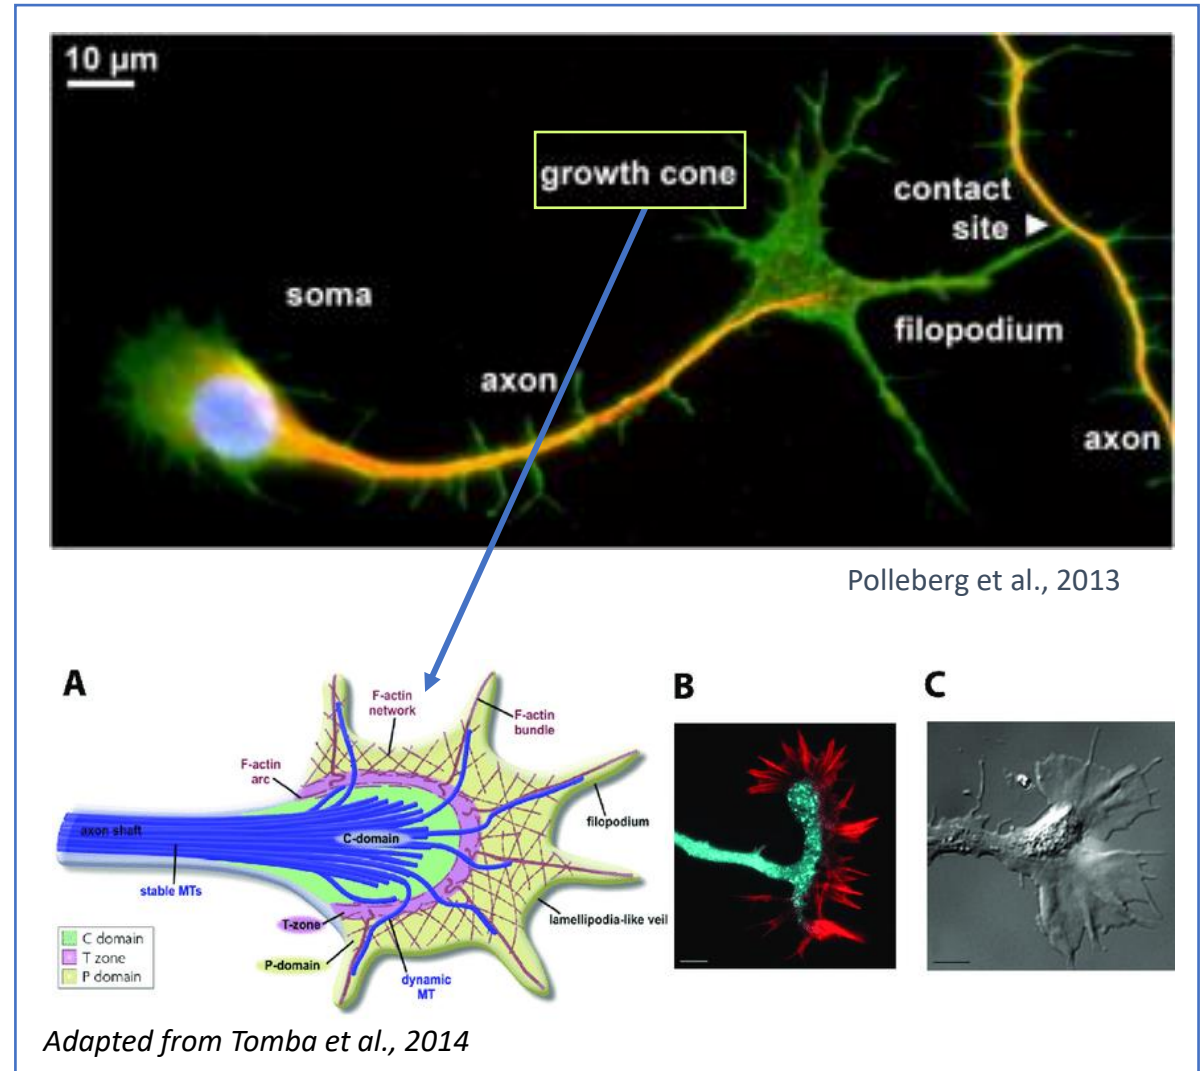 10 µm
growth cone
contact
site
soma
filopodium
axon
axon
Polleberg et al., 2013
A
B
C
F-actin
network
F-actin
bundle
F-actin
arc
axon shaft
C-domain
filopodium
stable MTs
lamellipodia-like veil
T-zone
C domain
T zone
P domain
P-domain
dynamic
MT
Adapted from Tomba et al., 2014